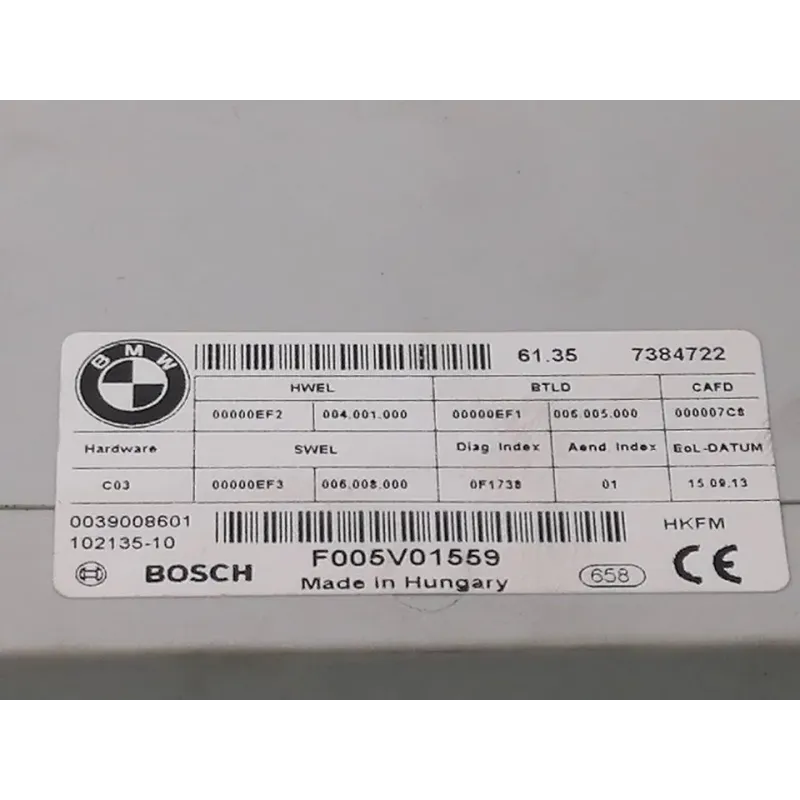 BMW
61.35 7384722
HWEL BTLD CAFD
00000EF2 004.001.000 00000EF1 006.005.000 000007C8
Hardware SWEL Diag Index Aend Index EoL-DATUM
C03 00000EF3 006.008.000 0F1738 01 15 09.13
0039008601 HKFM
102135-10
F005V01559
BOSCH Made in Hungary 658 CE